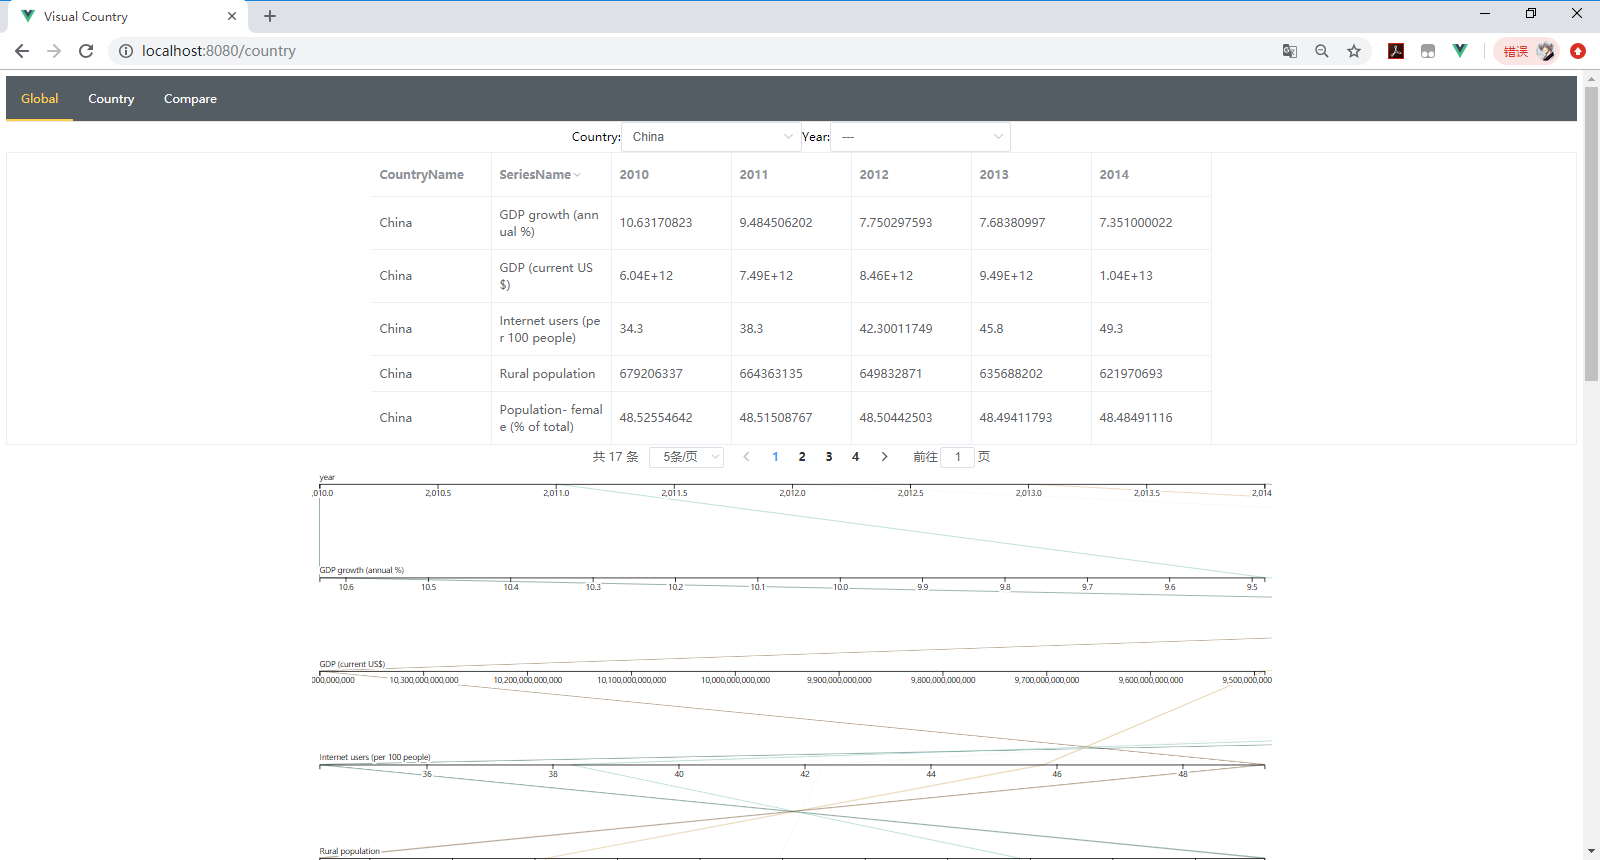 Visual Country
localhost:8080/country
错误
Global Country Compare
Country: China Year: ---
CountryName SeriesName 2010 2011 2012 2013 2014
China GDP growth (ann
ual %) 10.63170823 9.484506202 7.750297593 7.68380997 7.351000022
China GDP (current US
$) 6.04E+12 7.49E+12 8.46E+12 9.49E+12 1.04E+13
China Internet users (pe
r 100 people) 34.3 38.3 42.30011749 45.8 49.3
China Rural population 679206337 664363135 649832871 635688202 621970693
China Population- femal
e (% of total) 48.52554642 48.51508767 48.50442503 48.49411793 48.48491116
共 17 条 5条/页 1 2 3 4 前往 1 页
year
,010.0 2,010.5 2,011.0 2,011.5 2,012.0 2,012.5 2,013.0 2,013.5 2,014
GDP growth (annual %)
10.6 10.5 10.4 10.3 10.2 10.1 10.0 9.9 9.8 9.7 9.6 9.5
GDP (current US$)
000,000,000 10,300,000,000,000 10,200,000,000,000 10,100,000,000,000 10,000,000,000,000 9,900,000,000,000 9,800,000,000,000 9,700,000,000,000 9,600,000,000,000 9,500,000,000,000
Internet users (per 100 people)
36 38 40 42 44 46 48
Rural population